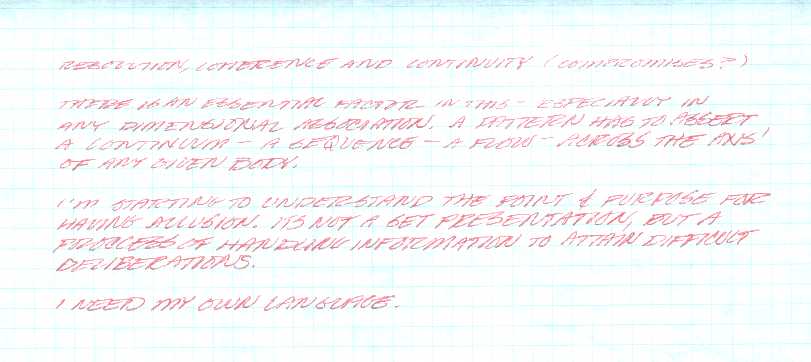 RESOLUTION, COHERENCE AND CONTINUITY (COMPROMISES?)
THERE IS AN ESSENTIAL FACTOR IN THIS - ESPECIALLY IN
ANY DIMENSIONAL ASSOCIATION. A PATTERN HAS TO ASSERT
A CONTINUUM - A SEQUENCE - A FLOW - ACROSS THE AXIS'
OF ANY GIVEN BODY.
I'M STARTING TO UNDERSTAND THE POINT & PURPOSE FOR
HAVING ALLUSION. ITS NOT A SET PRESENTATION, BUT A
PROCESS OF HANDLING INFORMATION TO ATTAIN DIFFICULT
DELIBERATIONS.
I NEED MY OWN LANGUAGE.